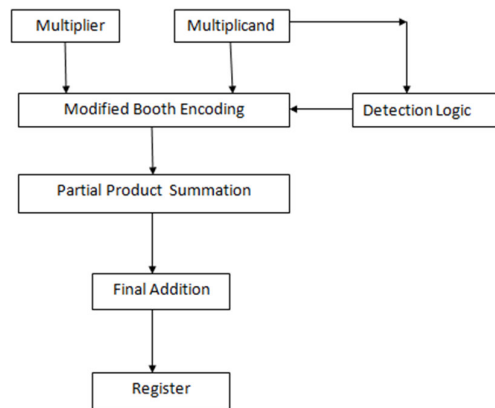 Multiplier
Multiplicand
Modified Booth Encoding
Detection Logic
Partial Product Summation
Final Addition
Register